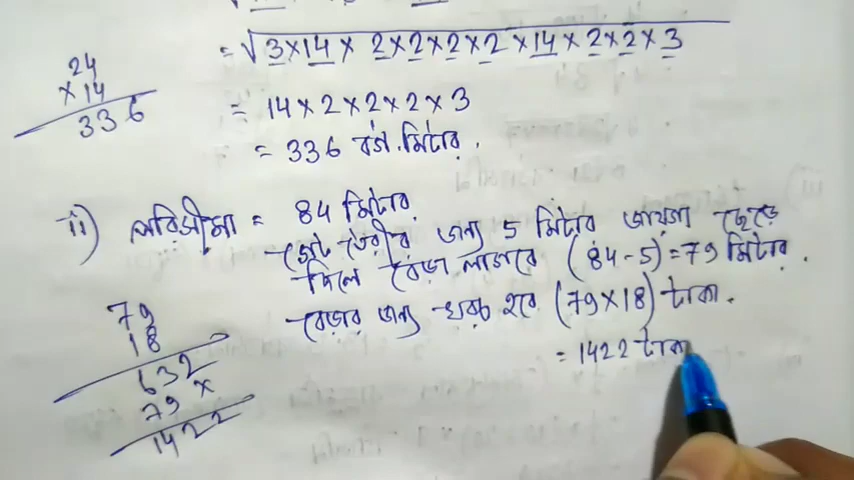 = √3×14×2×2×2×2×14×2×2×3
24
×14
336
= 14×2×2×2×3
= 336 বর্গ.মিটার.
ii) পরিসীমা = 84 মিটার.
গেট তৈরীর জন্য 5 মিটার জায়গা ছেড়ে
দিলে বেড়া লাগবে (84-5)=79 মিটার.
বেড়ার জন্য খরচ হবে (79×18) টাকা.
= 1422 টাকা
79
18
632
79×
1422